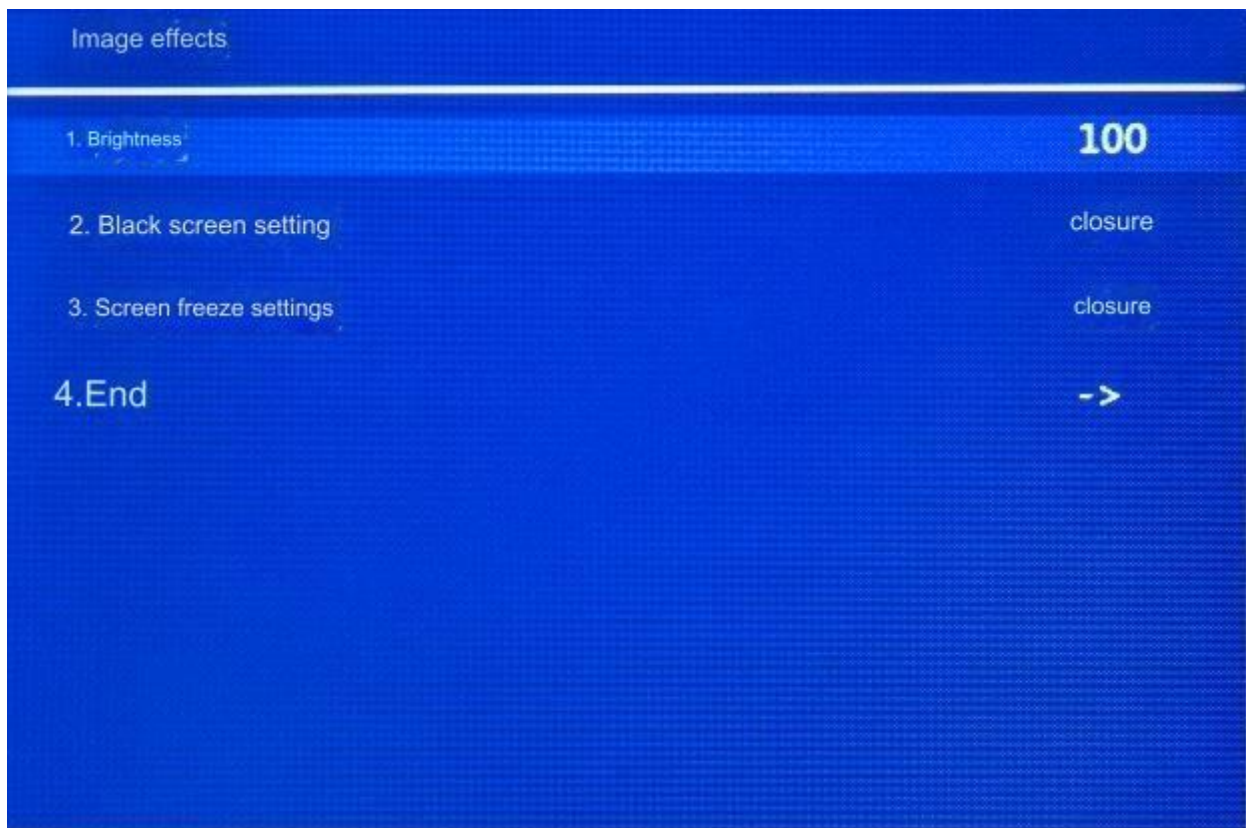 Image effects
1. Brightness 100
2. Black screen setting closure
3. Screen freeze settings closure
4.End ->